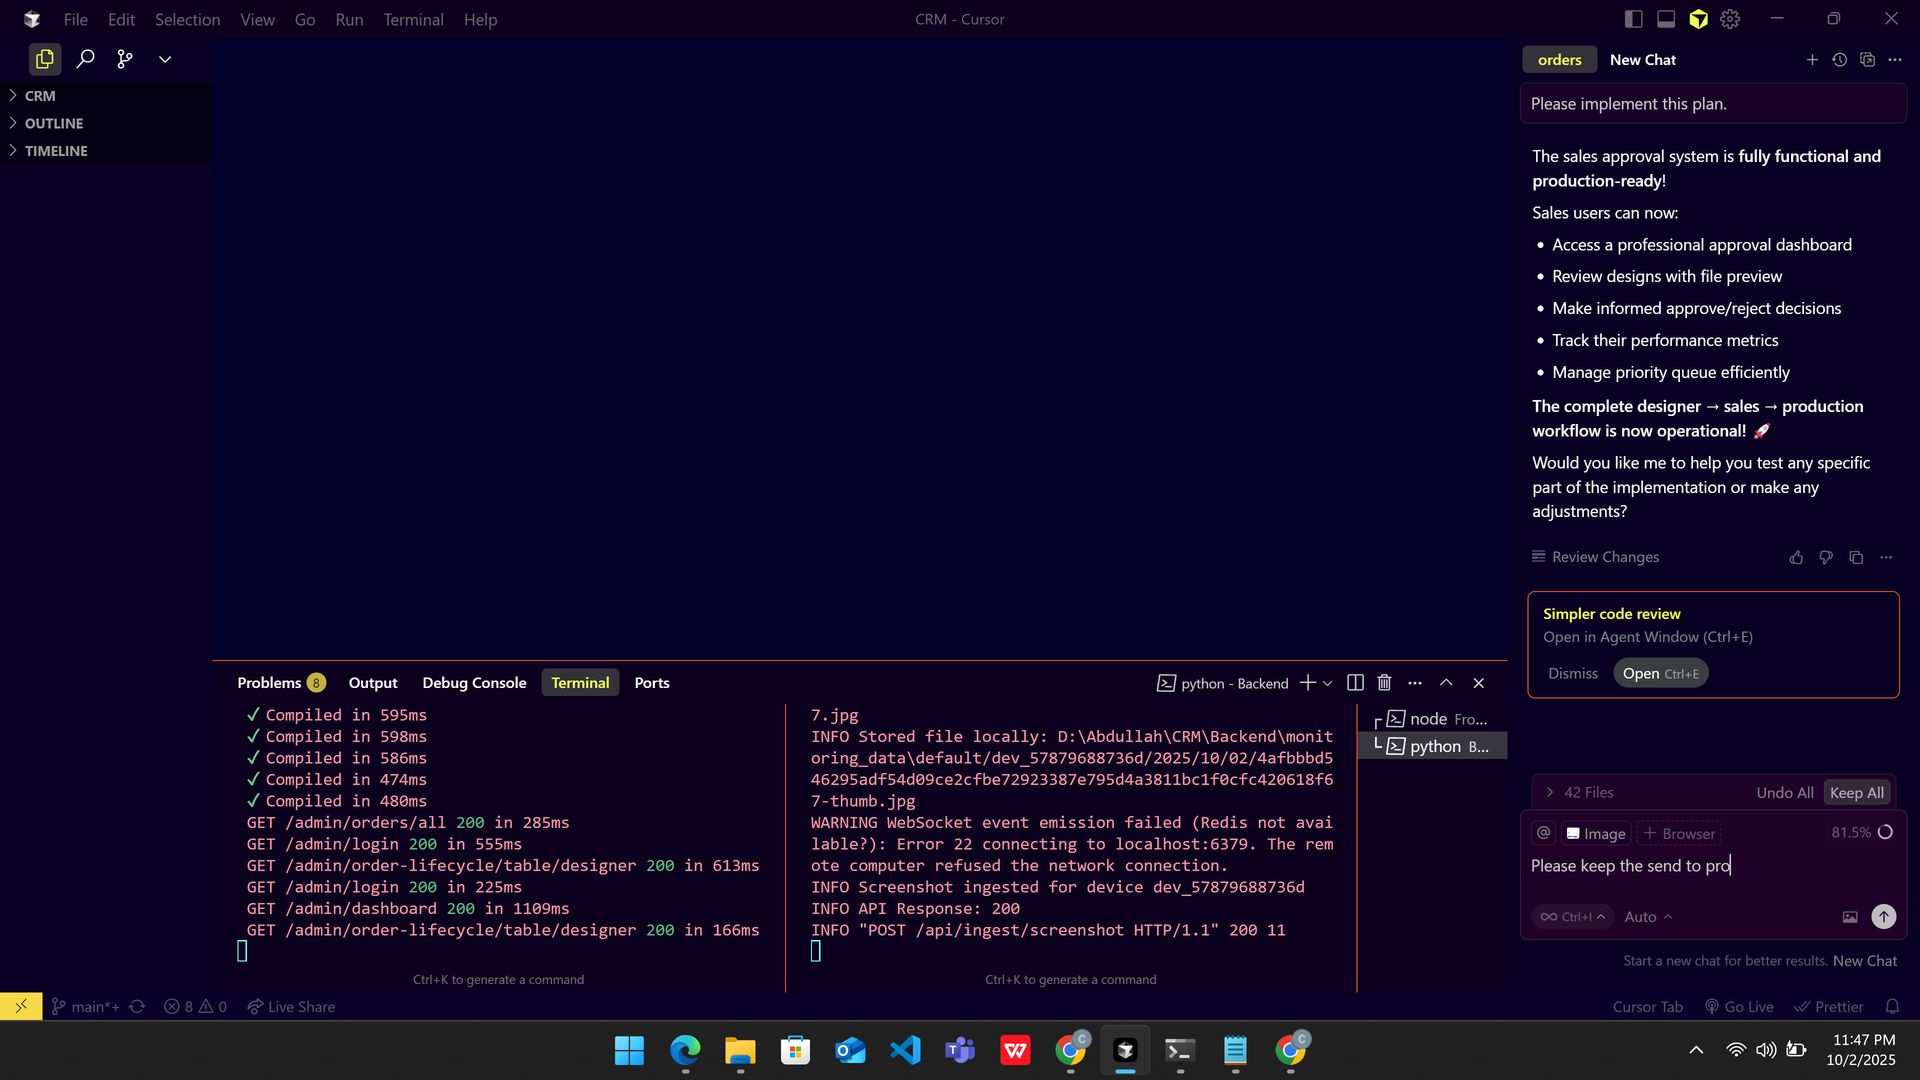 File Edit Selection View Go Run Terminal Help
CRM - Cursor
CRM
OUTLINE
TIMELINE
orders New Chat
Please implement this plan.
The sales approval system is fully functional and
production-ready!
Sales users can now:
• Access a professional approval dashboard
• Review designs with file preview
• Make informed approve/reject decisions
• Track their performance metrics
• Manage priority queue efficiently
The complete designer → sales → production
workflow is now operational! 🚀
Would you like me to help you test any specific
part of the implementation or make any
adjustments?
Review Changes
Simpler code review
Open in Agent Window (Ctrl+E)
Dismiss Open Ctrl+E
42 Files Undo All Keep All
@ Image + Browser 81.5%
Please keep the send to pro
∞ Ctrl+I Auto
Start a new chat for better results. New Chat
Problems 8 Output Debug Console Terminal Ports
python - Backend
✓ Compiled in 595ms
✓ Compiled in 598ms
✓ Compiled in 586ms
✓ Compiled in 474ms
✓ Compiled in 480ms
GET /admin/orders/all 200 in 285ms
GET /admin/login 200 in 555ms
GET /admin/order-lifecycle/table/designer 200 in 613ms
GET /admin/login 200 in 225ms
GET /admin/dashboard 200 in 1109ms
GET /admin/order-lifecycle/table/designer 200 in 166ms
Ctrl+K to generate a command
7.jpg
INFO Stored file locally: D:\Abdullah\CRM\Backend\monit
oring_data\default/dev_57879688736d/2025/10/02/4afbbbd5
46295adf54d09ce2cfbe72923387e795d4a3811bc1f0cfc420618f6
7-thumb.jpg
WARNING WebSocket event emission failed (Redis not avai
lable?): Error 22 connecting to localhost:6379. The rem
ote computer refused the network connection.
INFO Screenshot ingested for device dev_57879688736d
INFO API Response: 200
INFO "POST /api/ingest/screenshot HTTP/1.1" 200 11
Ctrl+K to generate a command
node Fro...
python B...
main*+ 8 0 Live Share
Cursor Tab Go Live Prettier
11:47 PM
10/2/2025